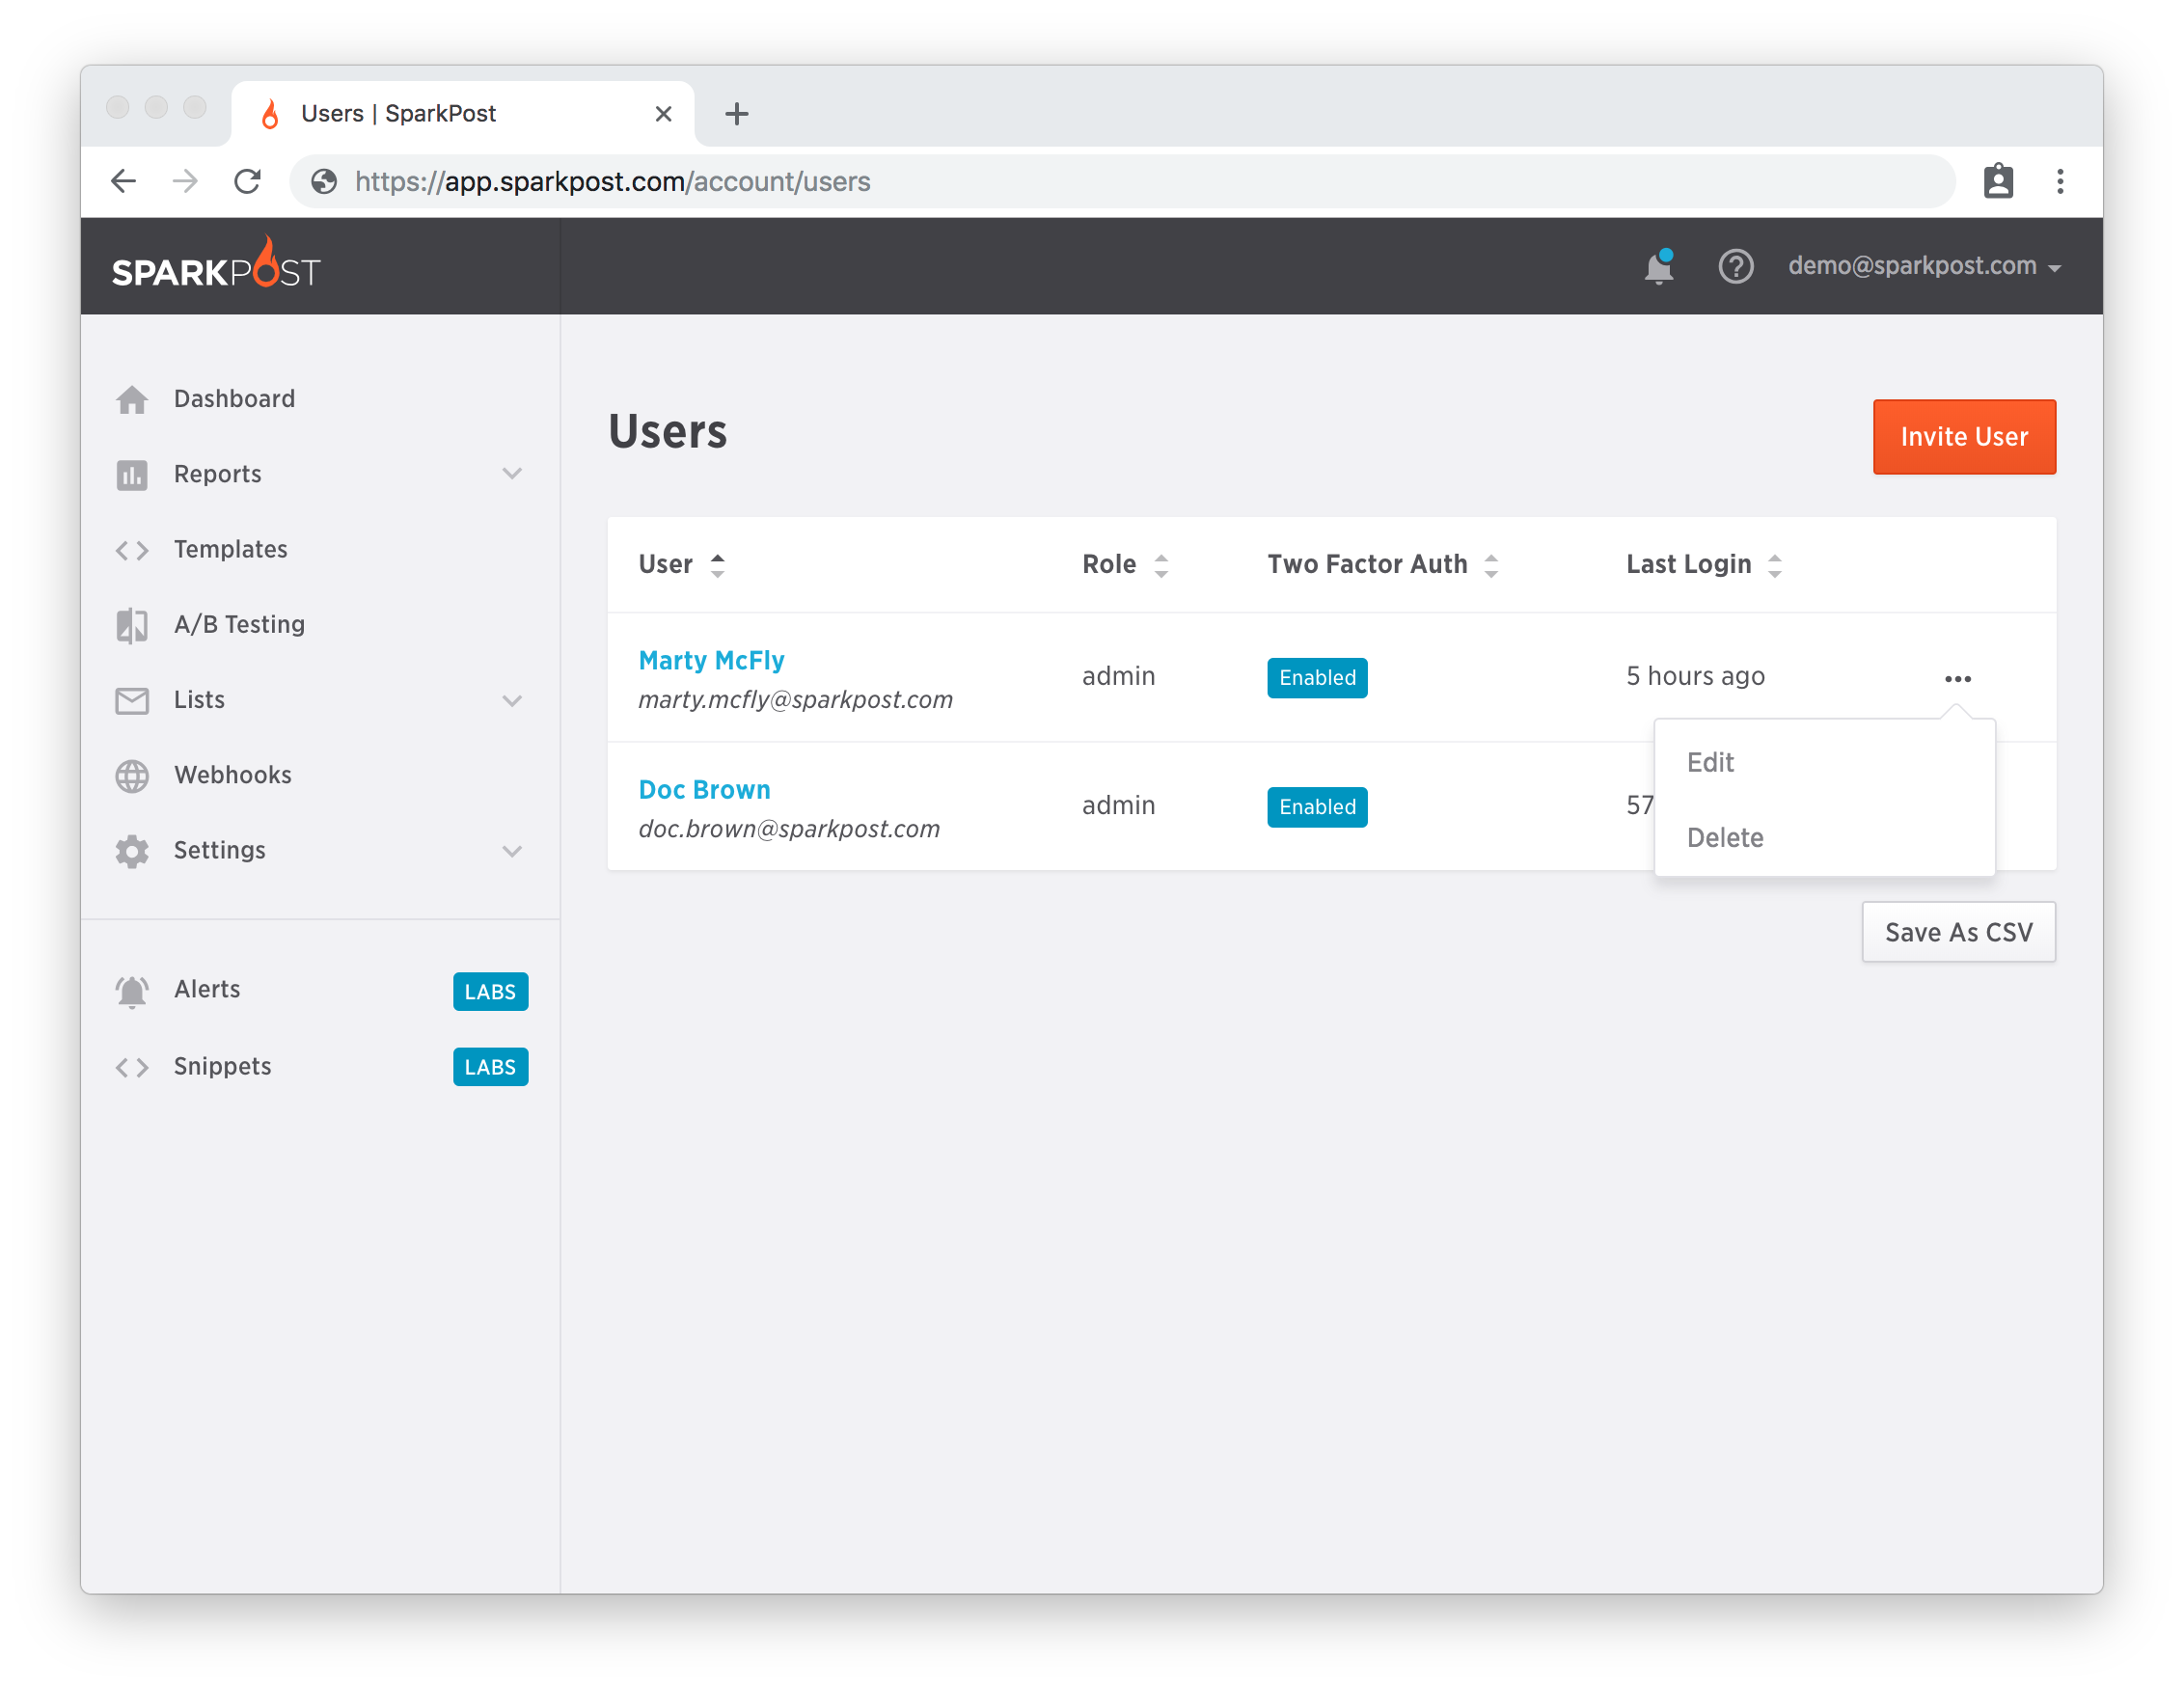 Users | SparkPost
https://app.sparkpost.com/account/users
SPARKPOST
demo@sparkpost.com
Dashboard
Reports
Templates
A/B Testing
Lists
Webhooks
Settings
Alerts LABS
Snippets LABS
Users
Invite User
User Role Two Factor Auth Last Login
Marty McFly
marty.mcfly@sparkpost.com
admin Enabled 5 hours ago
Doc Brown
doc.brown@sparkpost.com
admin Enabled 57
Edit
Delete
Save As CSV